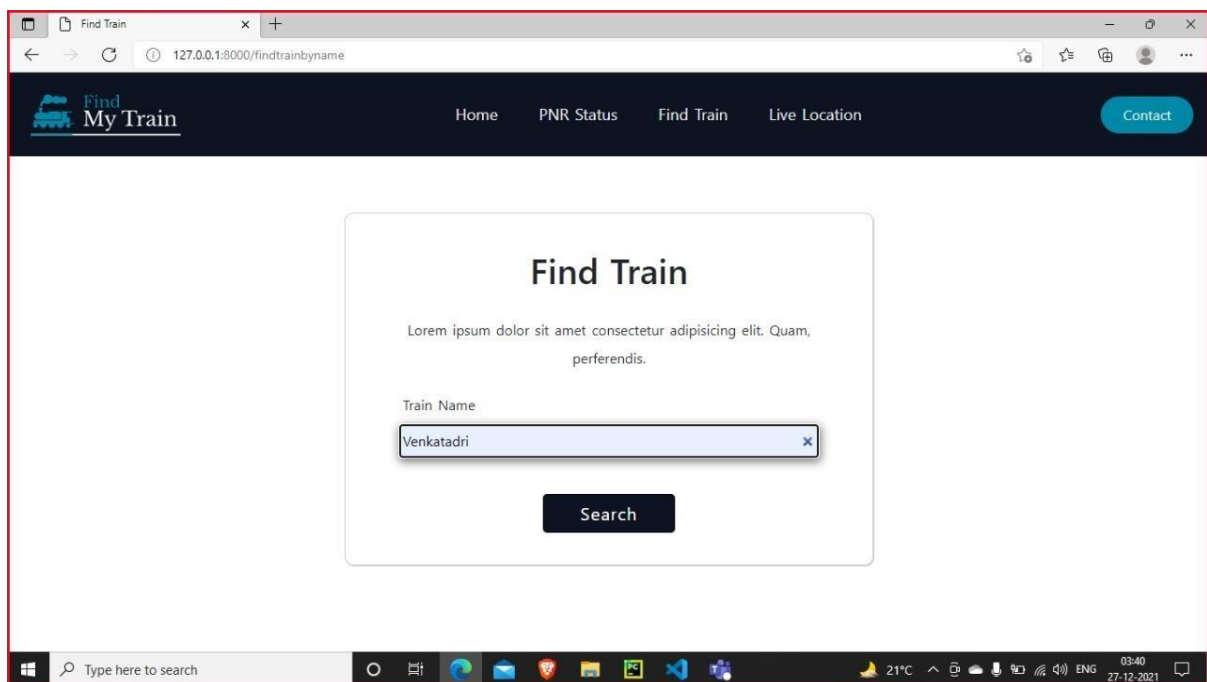 Find Train
127.0.0.1:8000/findtrainbyname
Find
My Train
Home PNR Status Find Train Live Location
Contact
Find Train
Lorem ipsum dolor sit amet consectetur adipisicing elit. Quam,
perferendis.
Train Name
Venkatadri
Search
Type here to search
PC
21°C
ENG
03:40
27-12-2021